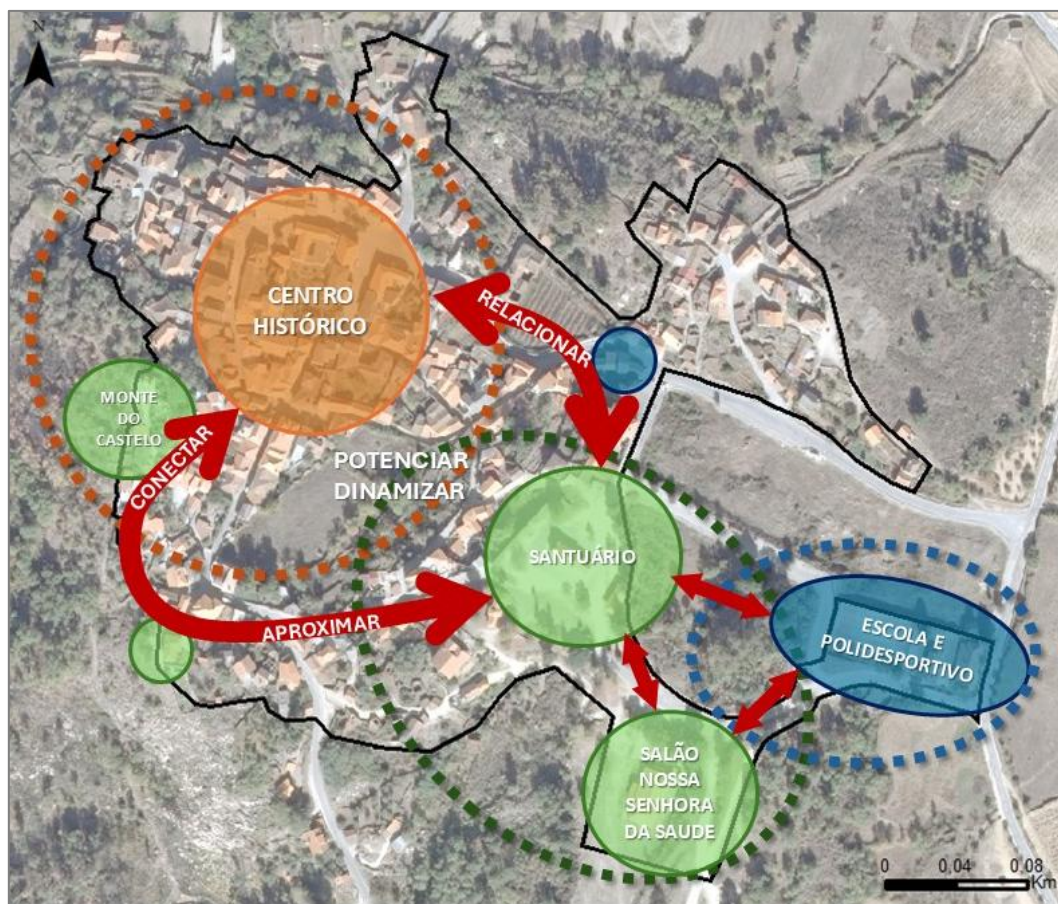 N
CENTRO
HISTÓRICO
RELACIONAR
MONTE
DO
CASTELO
CONECTAR
POTENCIAR
DINAMIZAR
SANTUÁRIO
APROXIMAR
ESCOLA E
POLIDESPORTIVO
SALÃO
NOSSA
SENHORA
DA SAUDE
0 0,04 0,08
Km